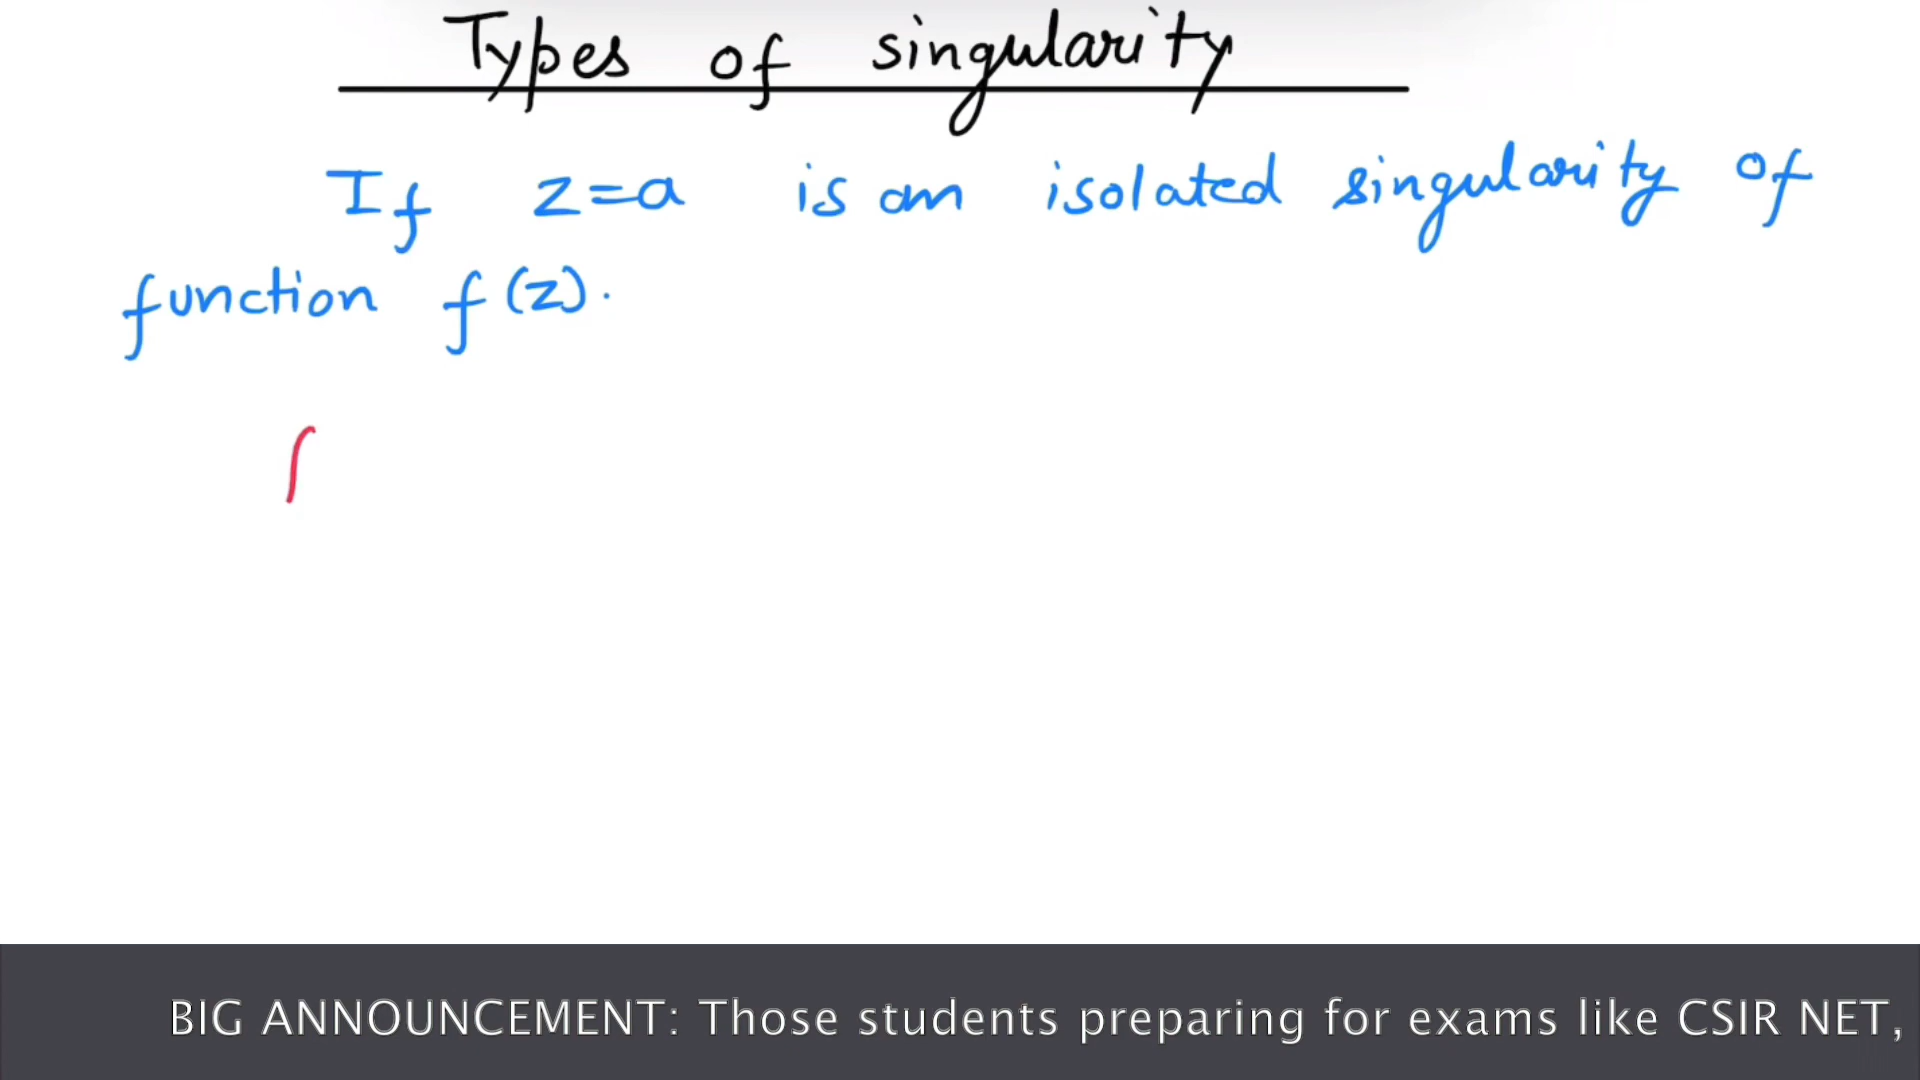 Types of singularity
If z=a is an isolated singularity of
function f(z).
BIG ANNOUNCEMENT: Those students preparing for exams like CSIR NET,